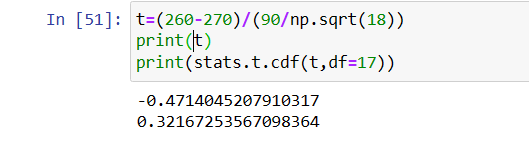 In [51]: t=(260-270)/(90/np.sqrt(18))
print(t)
print(stats.t.cdf(t,df=17))
-0.4714045207910317
0.32167253567098364